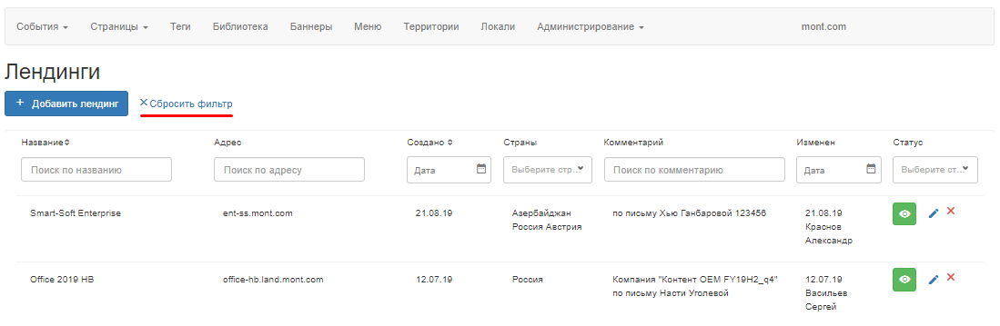 События Страницы Теги Библиотека Баннеры Меню Территории Локали Администрирование mont.com
Лендинги
+ Добавить лендинг × Сбросить фильтр
Название Адрес Создано Страны Комментарий Изменен Статус
Поиск по названию Поиск по адресу Дата Выберите стр... Поиск по комментарию Дата Выберите ст...
Smart-Soft Enterprise ent-ss.mont.com 21.08.19 Азербайджан по письму Хью Ганбаровой 123456 21.08.19
Россия Австрия Краснов
Александр
Office 2019 HB office-hb.land.mont.com 12.07.19 Россия Компания "Контент OEM FY19H2_q4" 12.07.19
по письму Насти Уголевой Васильев
Сергей